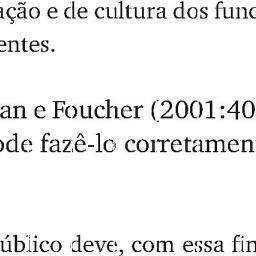 ação e de cultura dos func
entes.
an e Foucher (2001:40
ode fazê-lo corretamen
úblico deve, com essa fin